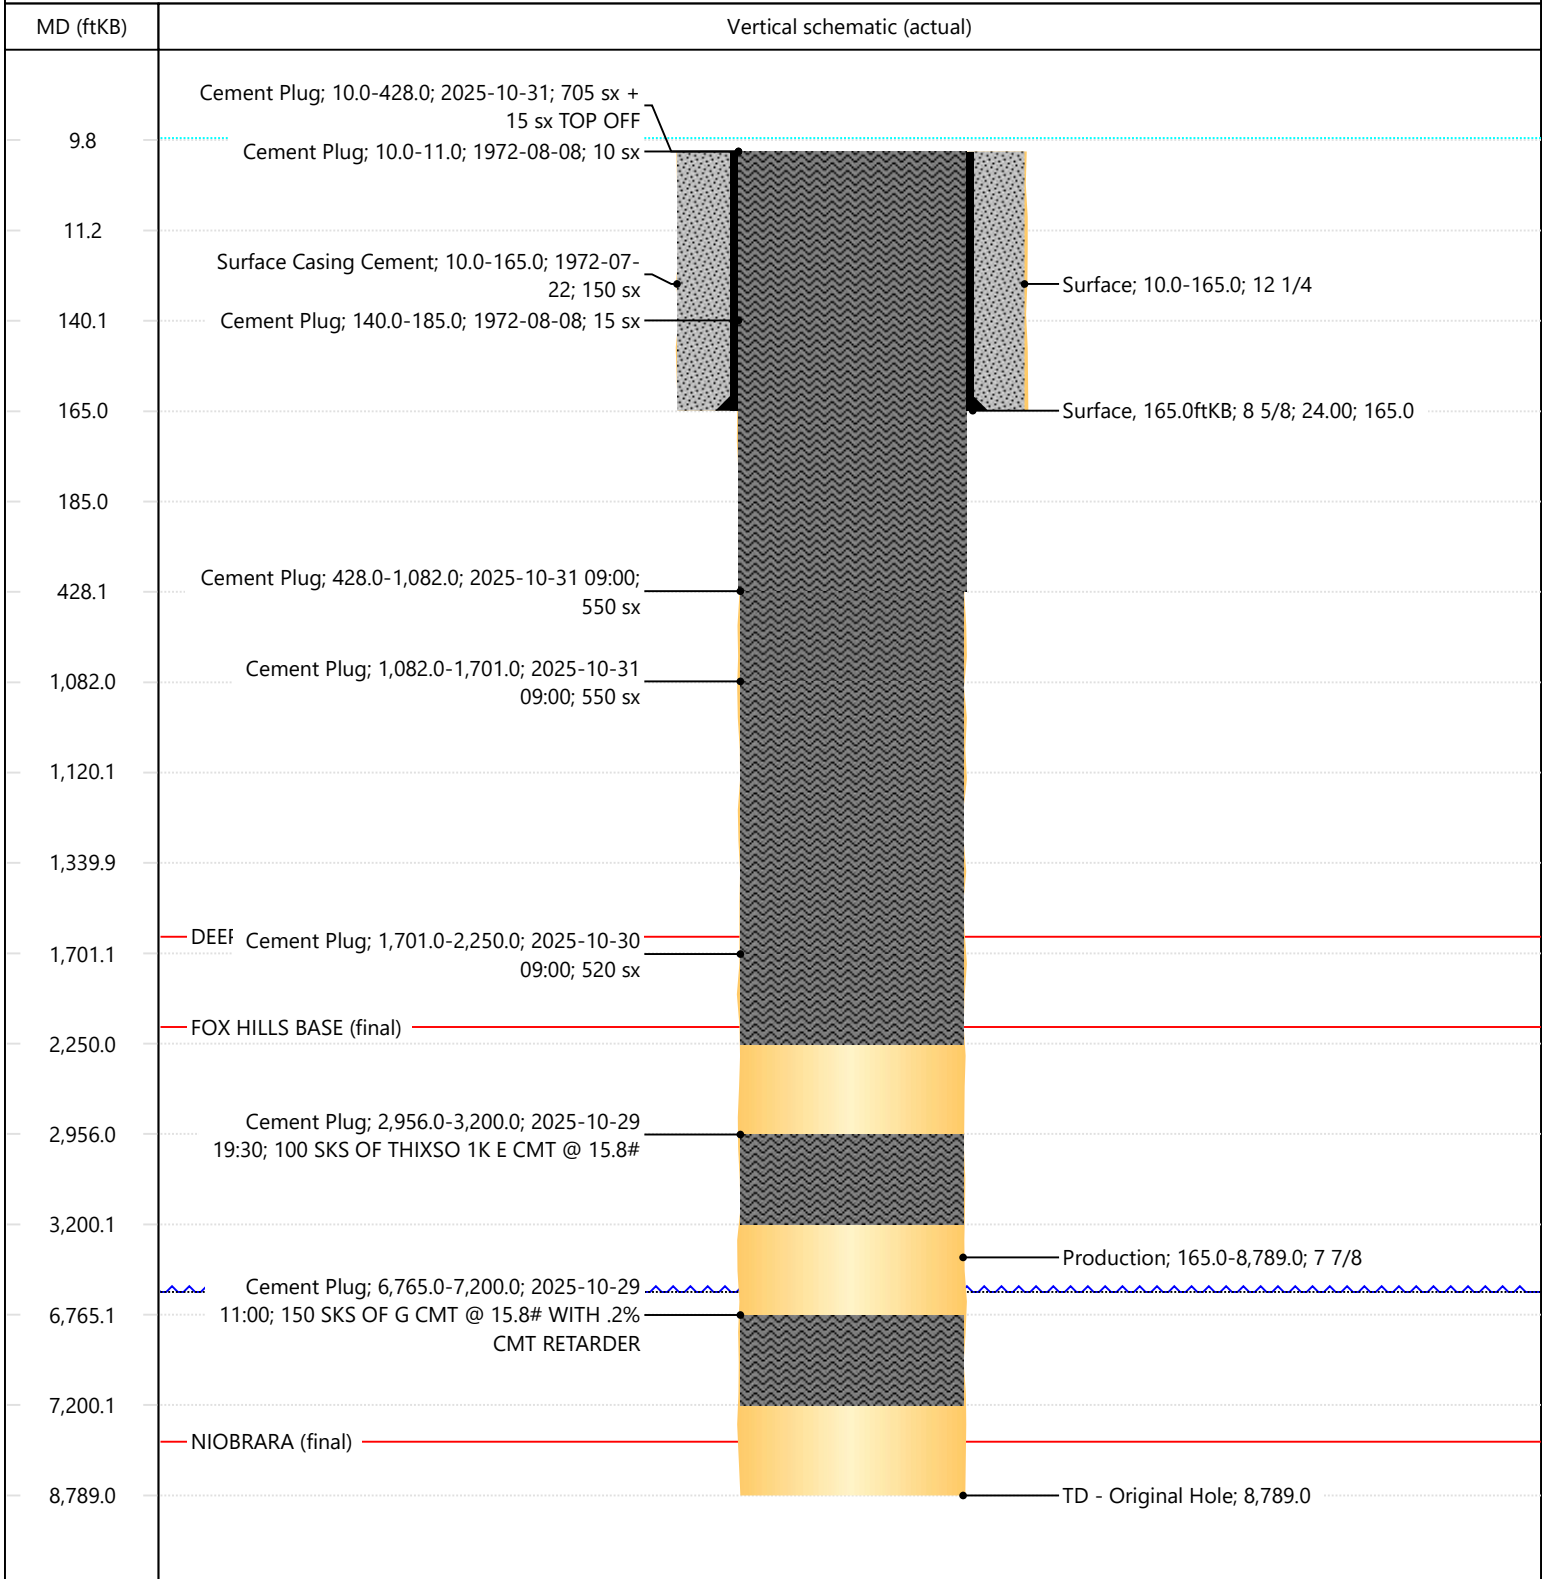 MD (ftKB)
Vertical schematic (actual)
Cement Plug; 10.0-428.0; 2025-10-31; 705 sx +
15 sx TOP OFF
9.8
Cement Plug; 10.0-11.0; 1972-08-08; 10 sx
11.2
Surface Casing Cement; 10.0-165.0; 1972-07-
22; 150 sx
Surface; 10.0-165.0; 12 1/4
140.1
Cement Plug; 140.0-185.0; 1972-08-08; 15 sx
165.0
Surface, 165.0ftKB; 8 5/8; 24.00; 165.0
185.0
Cement Plug; 428.0-1,082.0; 2025-10-31 09:00;
550 sx
428.1
Cement Plug; 1,082.0-1,701.0; 2025-10-31
09:00; 550 sx
1,082.0
1,120.1
1,339.9
Cement Plug; 1,701.0-2,250.0; 2025-10-30
09:00; 520 sx
1,701.1
FOX HILLS BASE (final)
2,250.0
Cement Plug; 2,956.0-3,200.0; 2025-10-29
19:30; 100 SKS OF THIXSO 1K E CMT @ 15.8#
2,956.0
3,200.1
Production; 165.0-8,789.0; 7 7/8
Cement Plug; 6,765.0-7,200.0; 2025-10-29
11:00; 150 SKS OF G CMT @ 15.8# WITH .2%
CMT RETARDER
6,765.1
7,200.1
NIOBRARA (final)
8,789.0
TD - Original Hole; 8,789.0